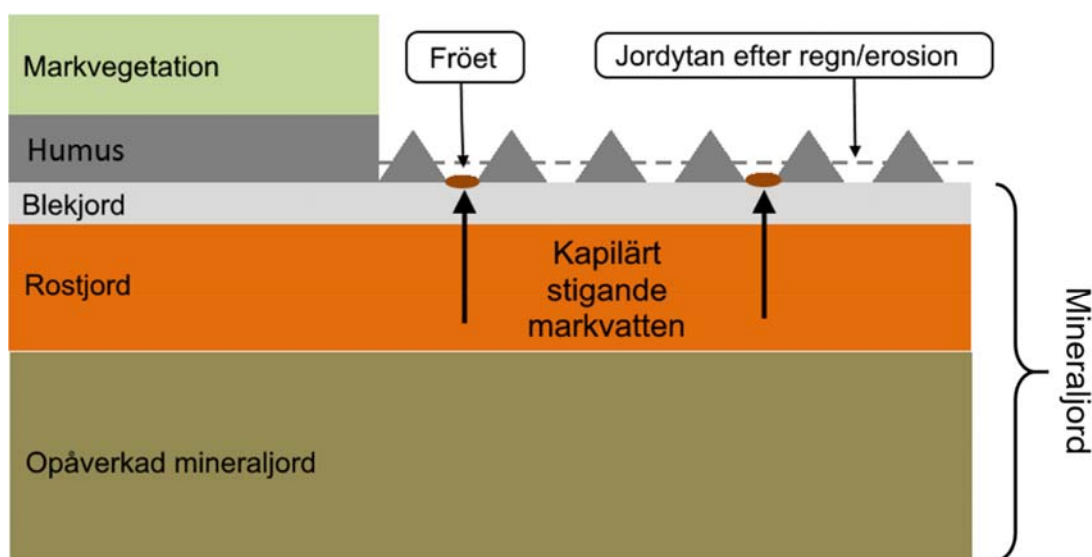 Markvegetation
Fröet
Jordytan efter regn/erosion
Humus
Blekjord
Rostjord
Kapilärt
stigande
markvatten
Mineraljord
Opåverkad mineraljord